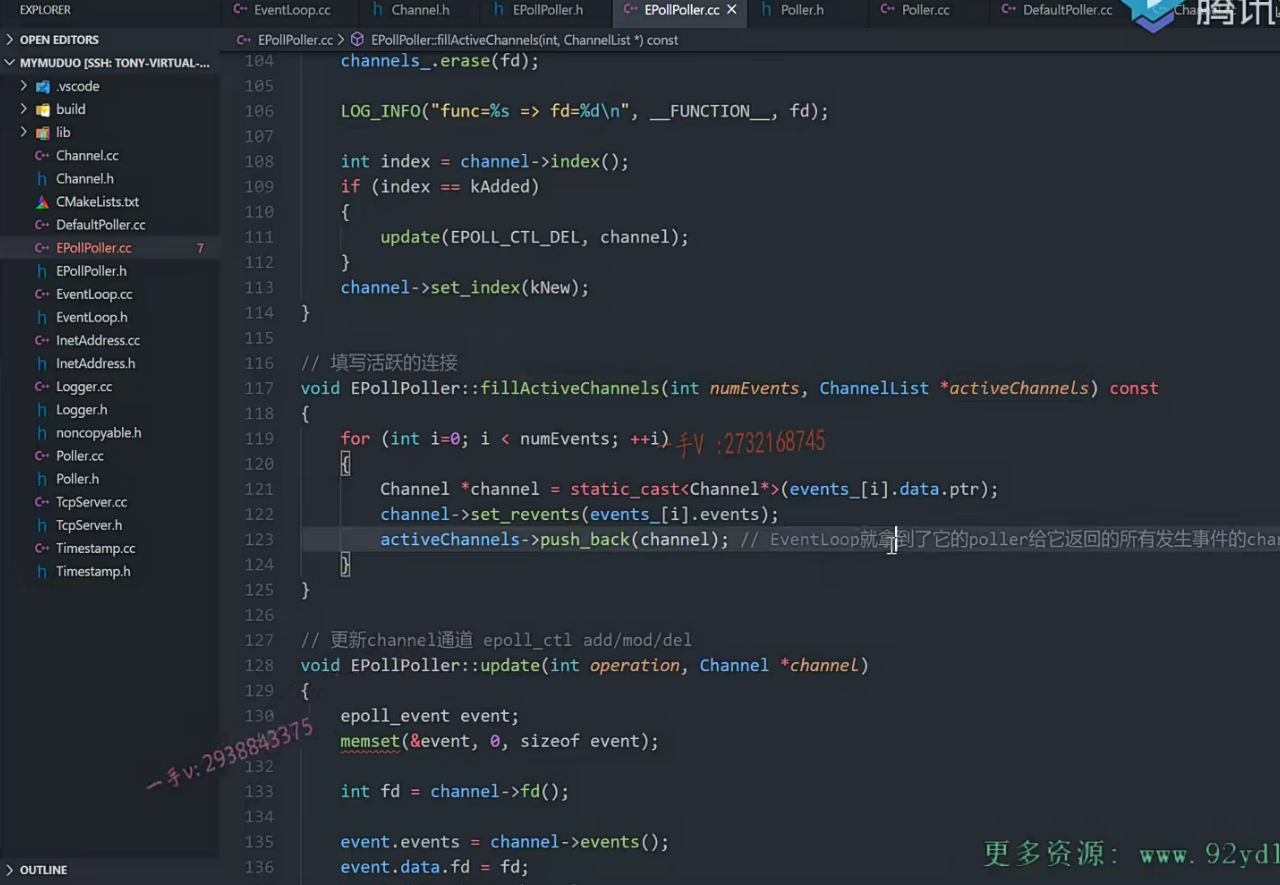 EXPLORER
EventLoop.cc
Channel.h
EPollPoller.h
EPollPoller.cc
Poller.h
Poller.cc
DefaultPoller.cc
腾讯
OPEN EDITORS
EPollPoller.cc > EPollPoller::fillActiveChannels(int, ChannelList *) const
MYMUDUO [SSH: TONY-VIRTUAL-...
.vscode
build
lib
Channel.cc
Channel.h
CMakeLists.txt
DefaultPoller.cc
EPollPoller.cc 7
EPollPoller.h
EventLoop.cc
EventLoop.h
InetAddress.cc
InetAddress.h
Logger.cc
Logger.h
noncopyable.h
Poller.cc
Poller.h
TcpServer.cc
TcpServer.h
Timestamp.cc
Timestamp.h
OUTLINE
104 channels_.erase(fd);
105
106 LOG_INFO("func=%s => fd=%d\n", __FUNCTION__, fd);
107
108 int index = channel->index();
109 if (index == kAdded)
110 {
111 update(EPOLL_CTL_DEL, channel);
112 }
113 channel->set_index(kNew);
114 }
115
116 // 填写活跃的连接
117 void EPollPoller::fillActiveChannels(int numEvents, ChannelList *activeChannels) const
118 {
119 for (int i=0; i < numEvents; ++i)
一手V :2732168745
120 {
121 Channel *channel = static_cast<Channel*>(events_[i].data.ptr);
122 channel->set_revents(events_[i].events);
123 activeChannels->push_back(channel); // EventLoop就拿到了它的poller给它返回的所有发生事件的chan
124 }
125 }
126
127 // 更新channel通道 epoll_ctl add/mod/del
128 void EPollPoller::update(int operation, Channel *channel)
129 {
130 epoll_event event;
memset(&event, 0, sizeof event);
一手v:2938843375
132
133 int fd = channel->fd();
134
135 event.events = channel->events();
136 event.data.fd = fd;
更多资源: www.92yd1